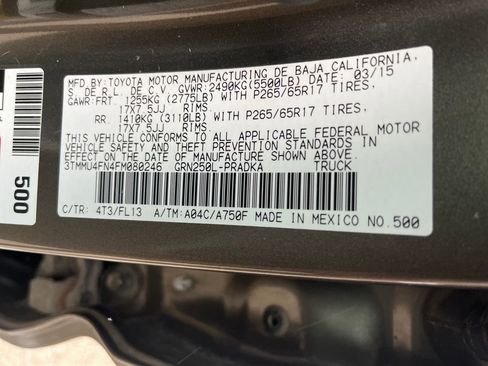 MFD.BY: TOYOTA MOTOR MANUFACTURING DE BAJA CALIFORNIA,
S. DE R.L. DE C.V. GVWR:2490KG(5500LB) DATE: 03/15
GAWR:FRT. 1255KG (2775LB) WITH P265/65R17 TIRES,
17X7.5JJ RIMS.
RR. 1410KG (3110LB) WITH P265/65R17 TIRES,
17X7.5JJ RIMS.
THIS VEHICLE CONFORMS TO ALL APPLICABLE FEDERAL MOTOR
VEHICLE SAFETY AND THEFT PREVENTION STANDARDS IN
EFFECT ON THE DATE OF MANUFACTURE SHOWN ABOVE.
3TMMU4FN4FM080246 GRN250L-PRADKA TRUCK
C/TR: 4T3/FL13 A/TM: A04C/A750F MADE IN MEXICO NO.500
500